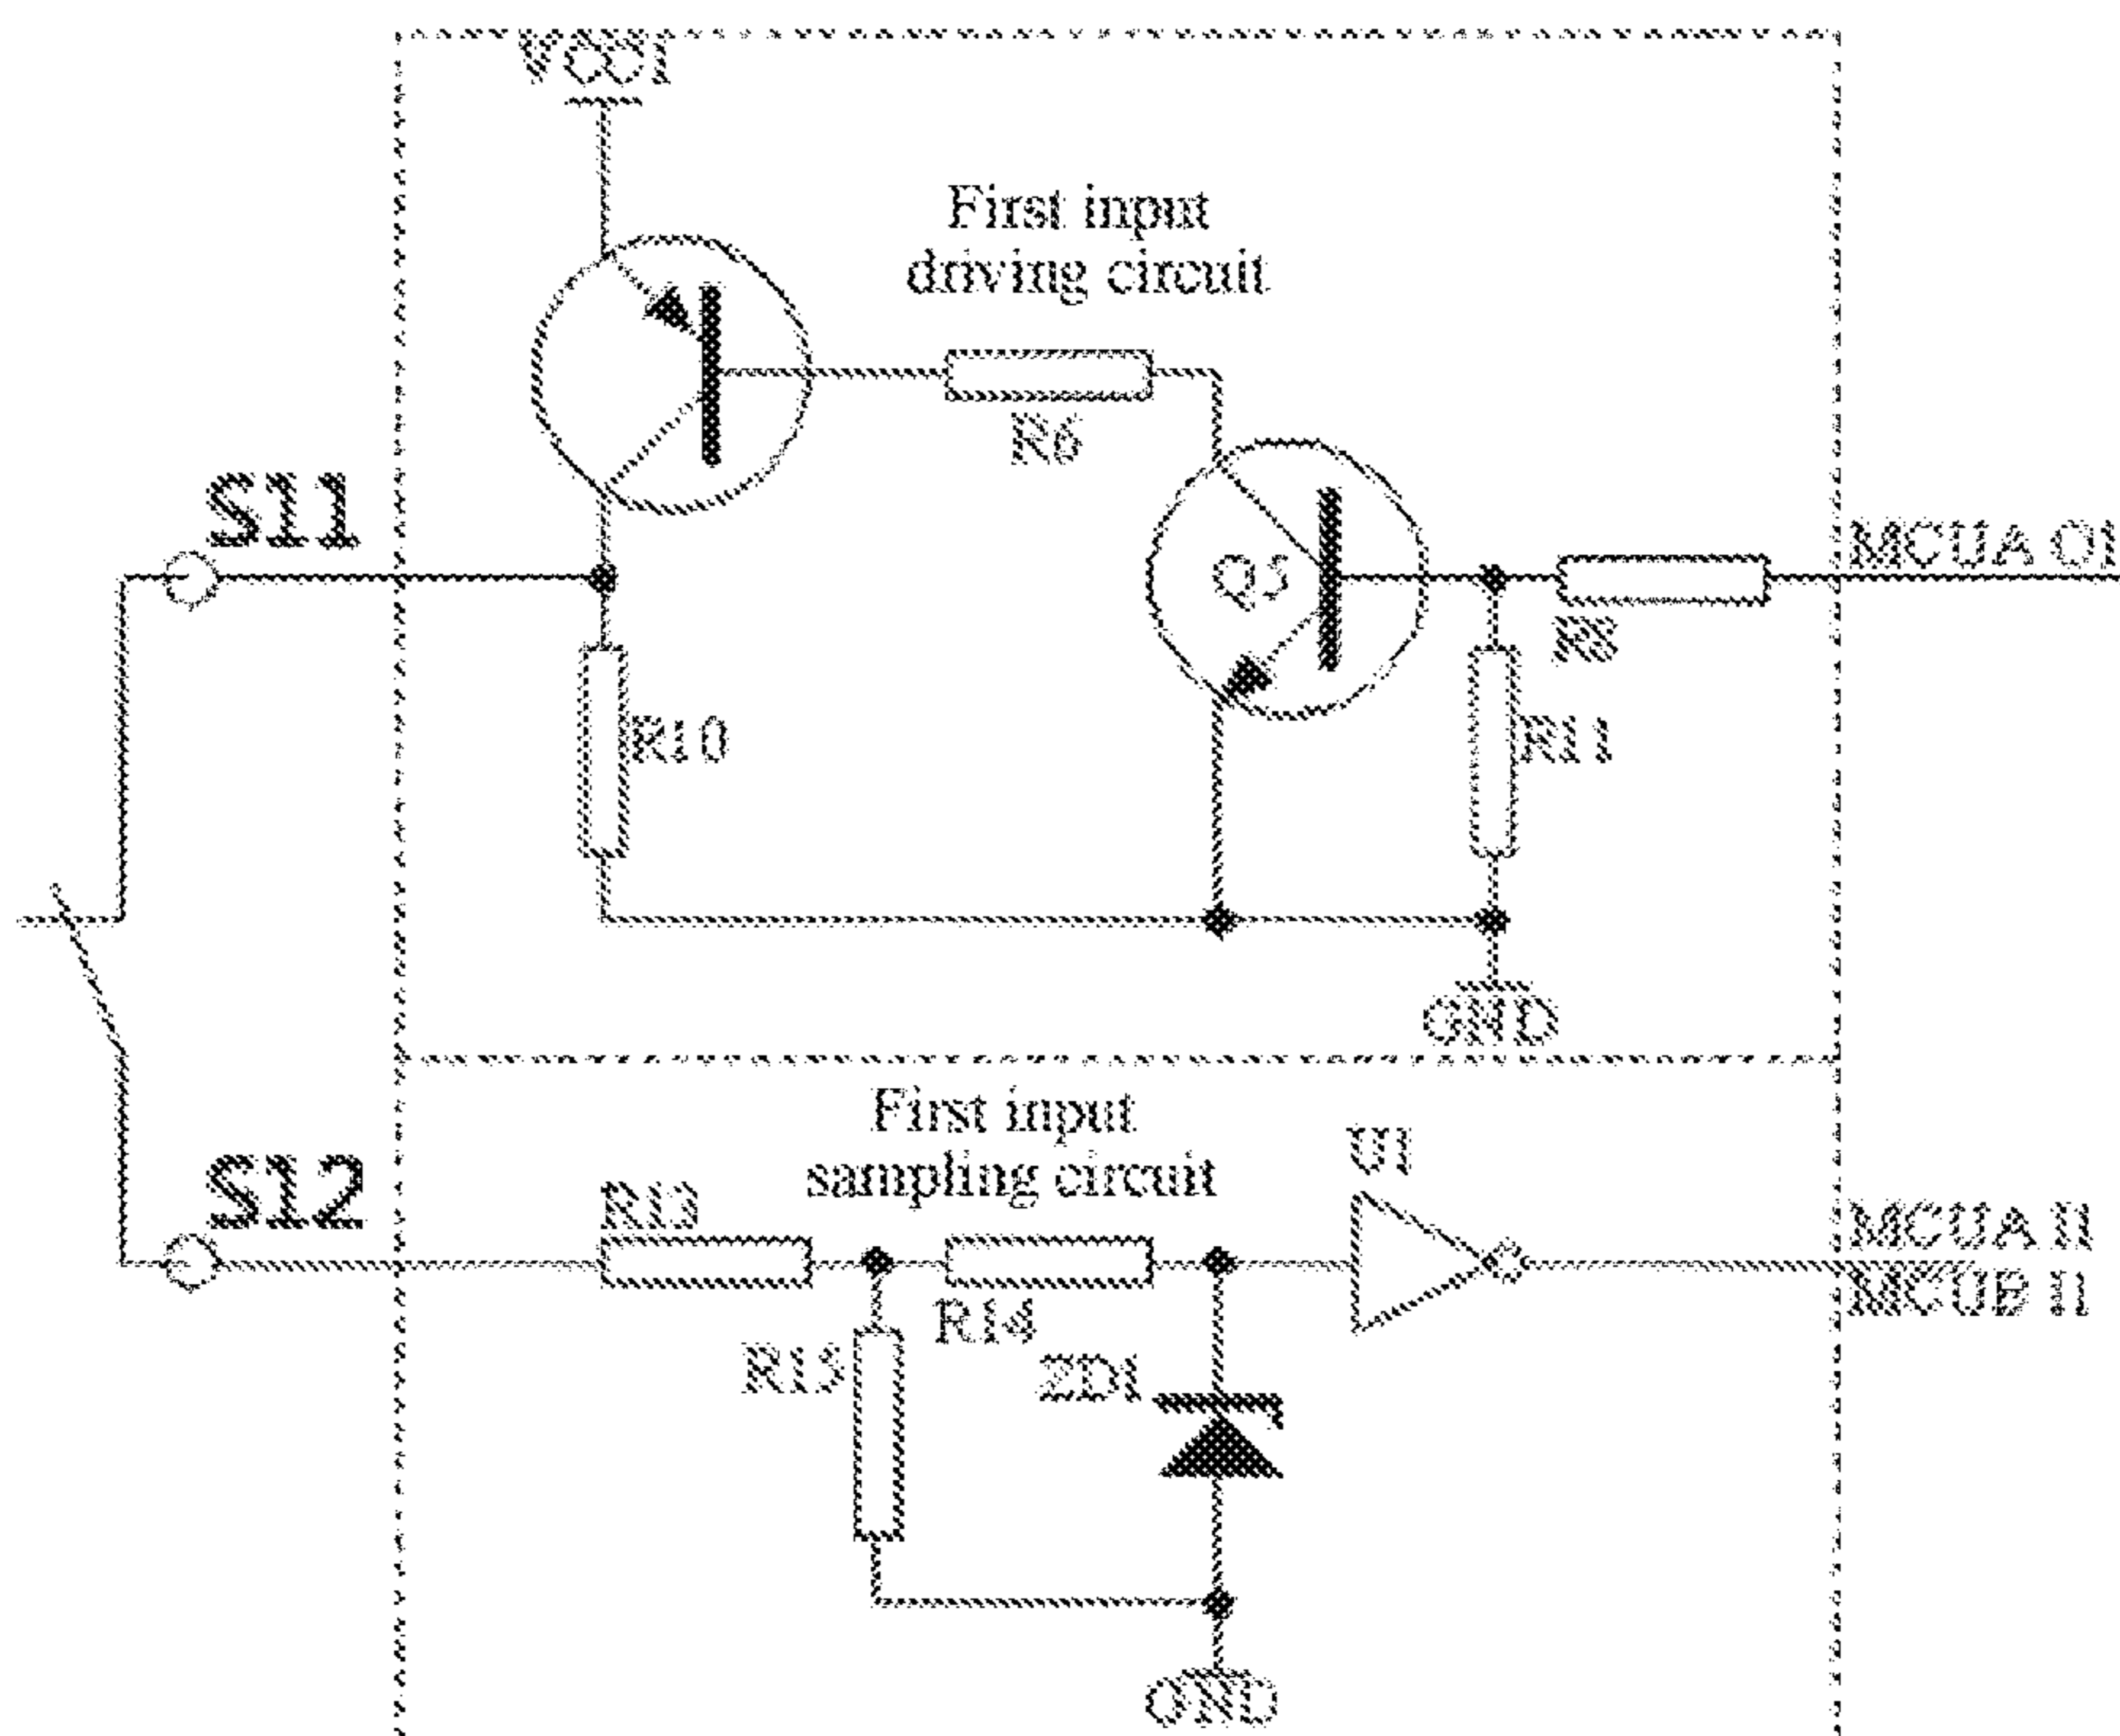 VCC1
First input
driving circuit
R6
S11
Q5
MCUA O1
R8
R10
R11
GND
First input
sampling circuit
U1
S12
R13
MCUA I1
MCUB I1
R14
R15
ZD1
GND